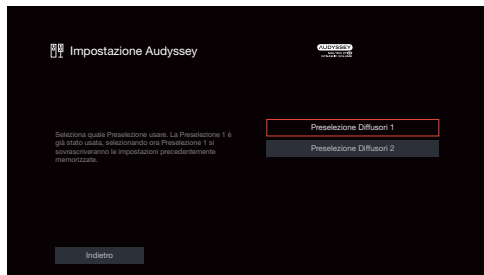 Impostazione Audyssey
AUDYSSEY
Seleziona quale Preselezione usare. La Preselezione 1 è
già stato usata, selezionando ora Preselezione 1 si
sovrascriveranno le impostazioni precedentemente
memorizzate.
Preselezione Diffusori 1
Preselezione Diffusori 2
Indietro